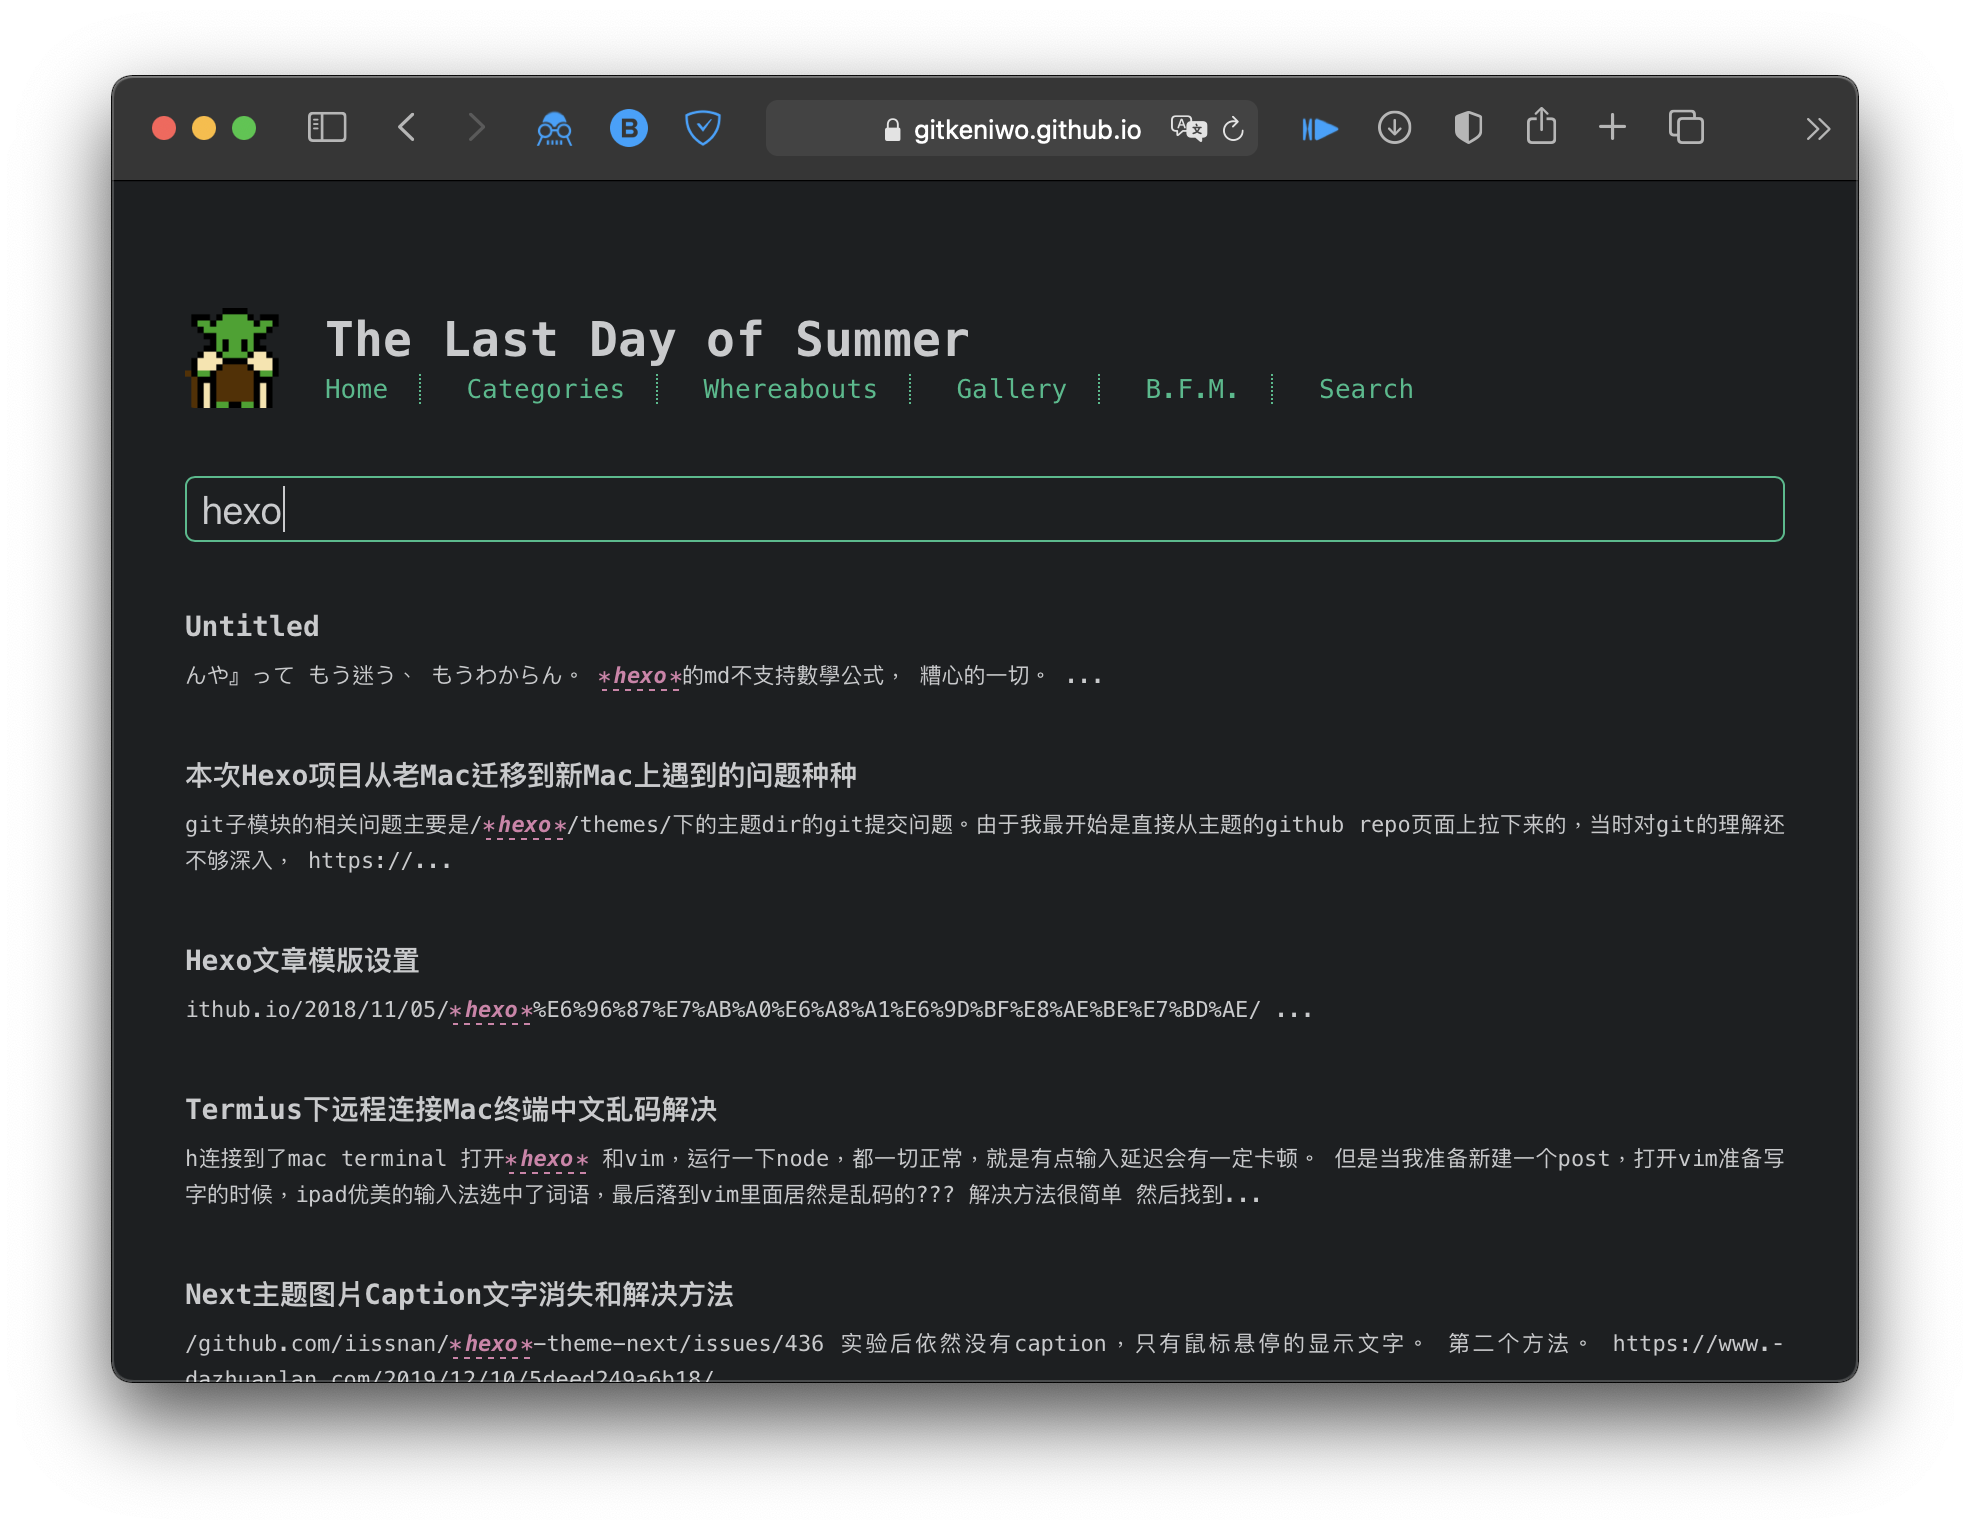 gitkeniwo.github.io
The Last Day of Summer
Home Categories Whereabouts Gallery B.F.M. Search
hexo
Untitled
んや』って もう迷う、 もうわからん。 *hexo*的md不支持數學公式， 糟心的一切。 ...
本次Hexo项目从老Mac迁移到新Mac上遇到的问题种种
git子模块的相关问题主要是/*hexo*/themes/下的主题dir的git提交问题。由于我最开始是直接从主题的github repo页面上拉下来的，当时对git的理解还
不够深入， https://...
Hexo文章模版设置
ithub.io/2018/11/05/*hexo*%E6%96%87%E7%AB%A0%E6%A8%A1%E6%9D%BF%E8%AE%BE%E7%BD%AE/ ...
Termius下远程连接Mac终端中文乱码解决
h连接到了mac terminal 打开*hexo* 和vim，运行一下node，都一切正常，就是有点输入延迟会有一定卡顿。 但是当我准备新建一个post，打开vim准备写
字的时候，ipad优美的输入法选中了词语，最后落到vim里面居然是乱码的??? 解决方法很简单 然后找到...
Next主题图片Caption文字消失和解决方法
/github.com/iissnan/*hexo*-theme-next/issues/436 实验后依然没有caption，只有鼠标悬停的显示文字。 第二个方法。 https://www.-
dazhuanlan.com/2019/12/10/5deed249a6b18/